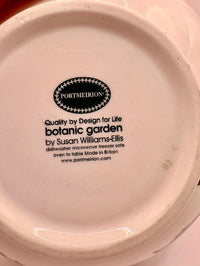 PORTMEIRION
Quality by Design for Life
botanic garden
by Susan Williams-Ellis
dishwasher microwave freezer safe
oven to table Made in Britain
www.portmeirion.com